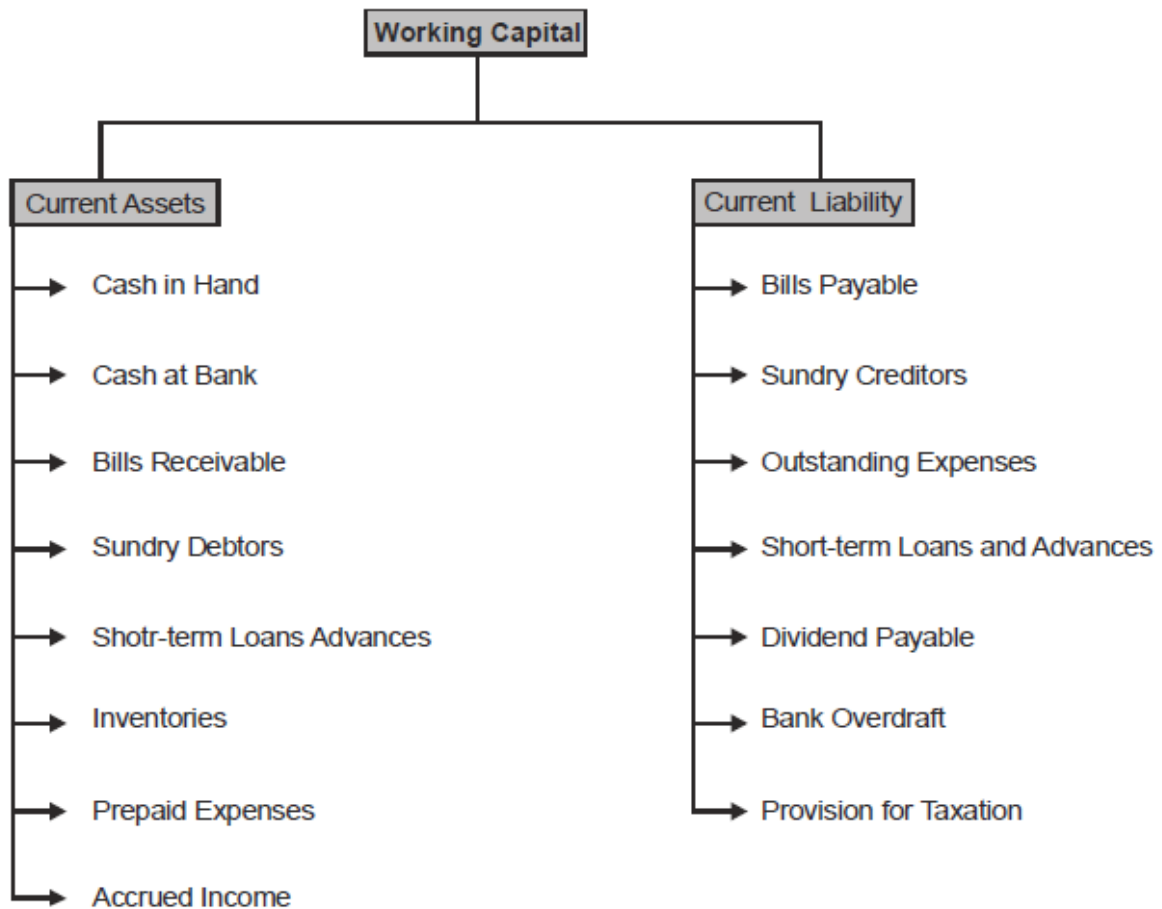 Working Capital
Current Assets
Cash in Hand
Cash at Bank
Bills Receivable
Sundry Debtors
Shotr-term Loans Advances
Inventories
Prepaid Expenses
Accrued Income
Current Liability
Bills Payable
Sundry Creditors
Outstanding Expenses
Short-term Loans and Advances
Dividend Payable
Bank Overdraft
Provision for Taxation